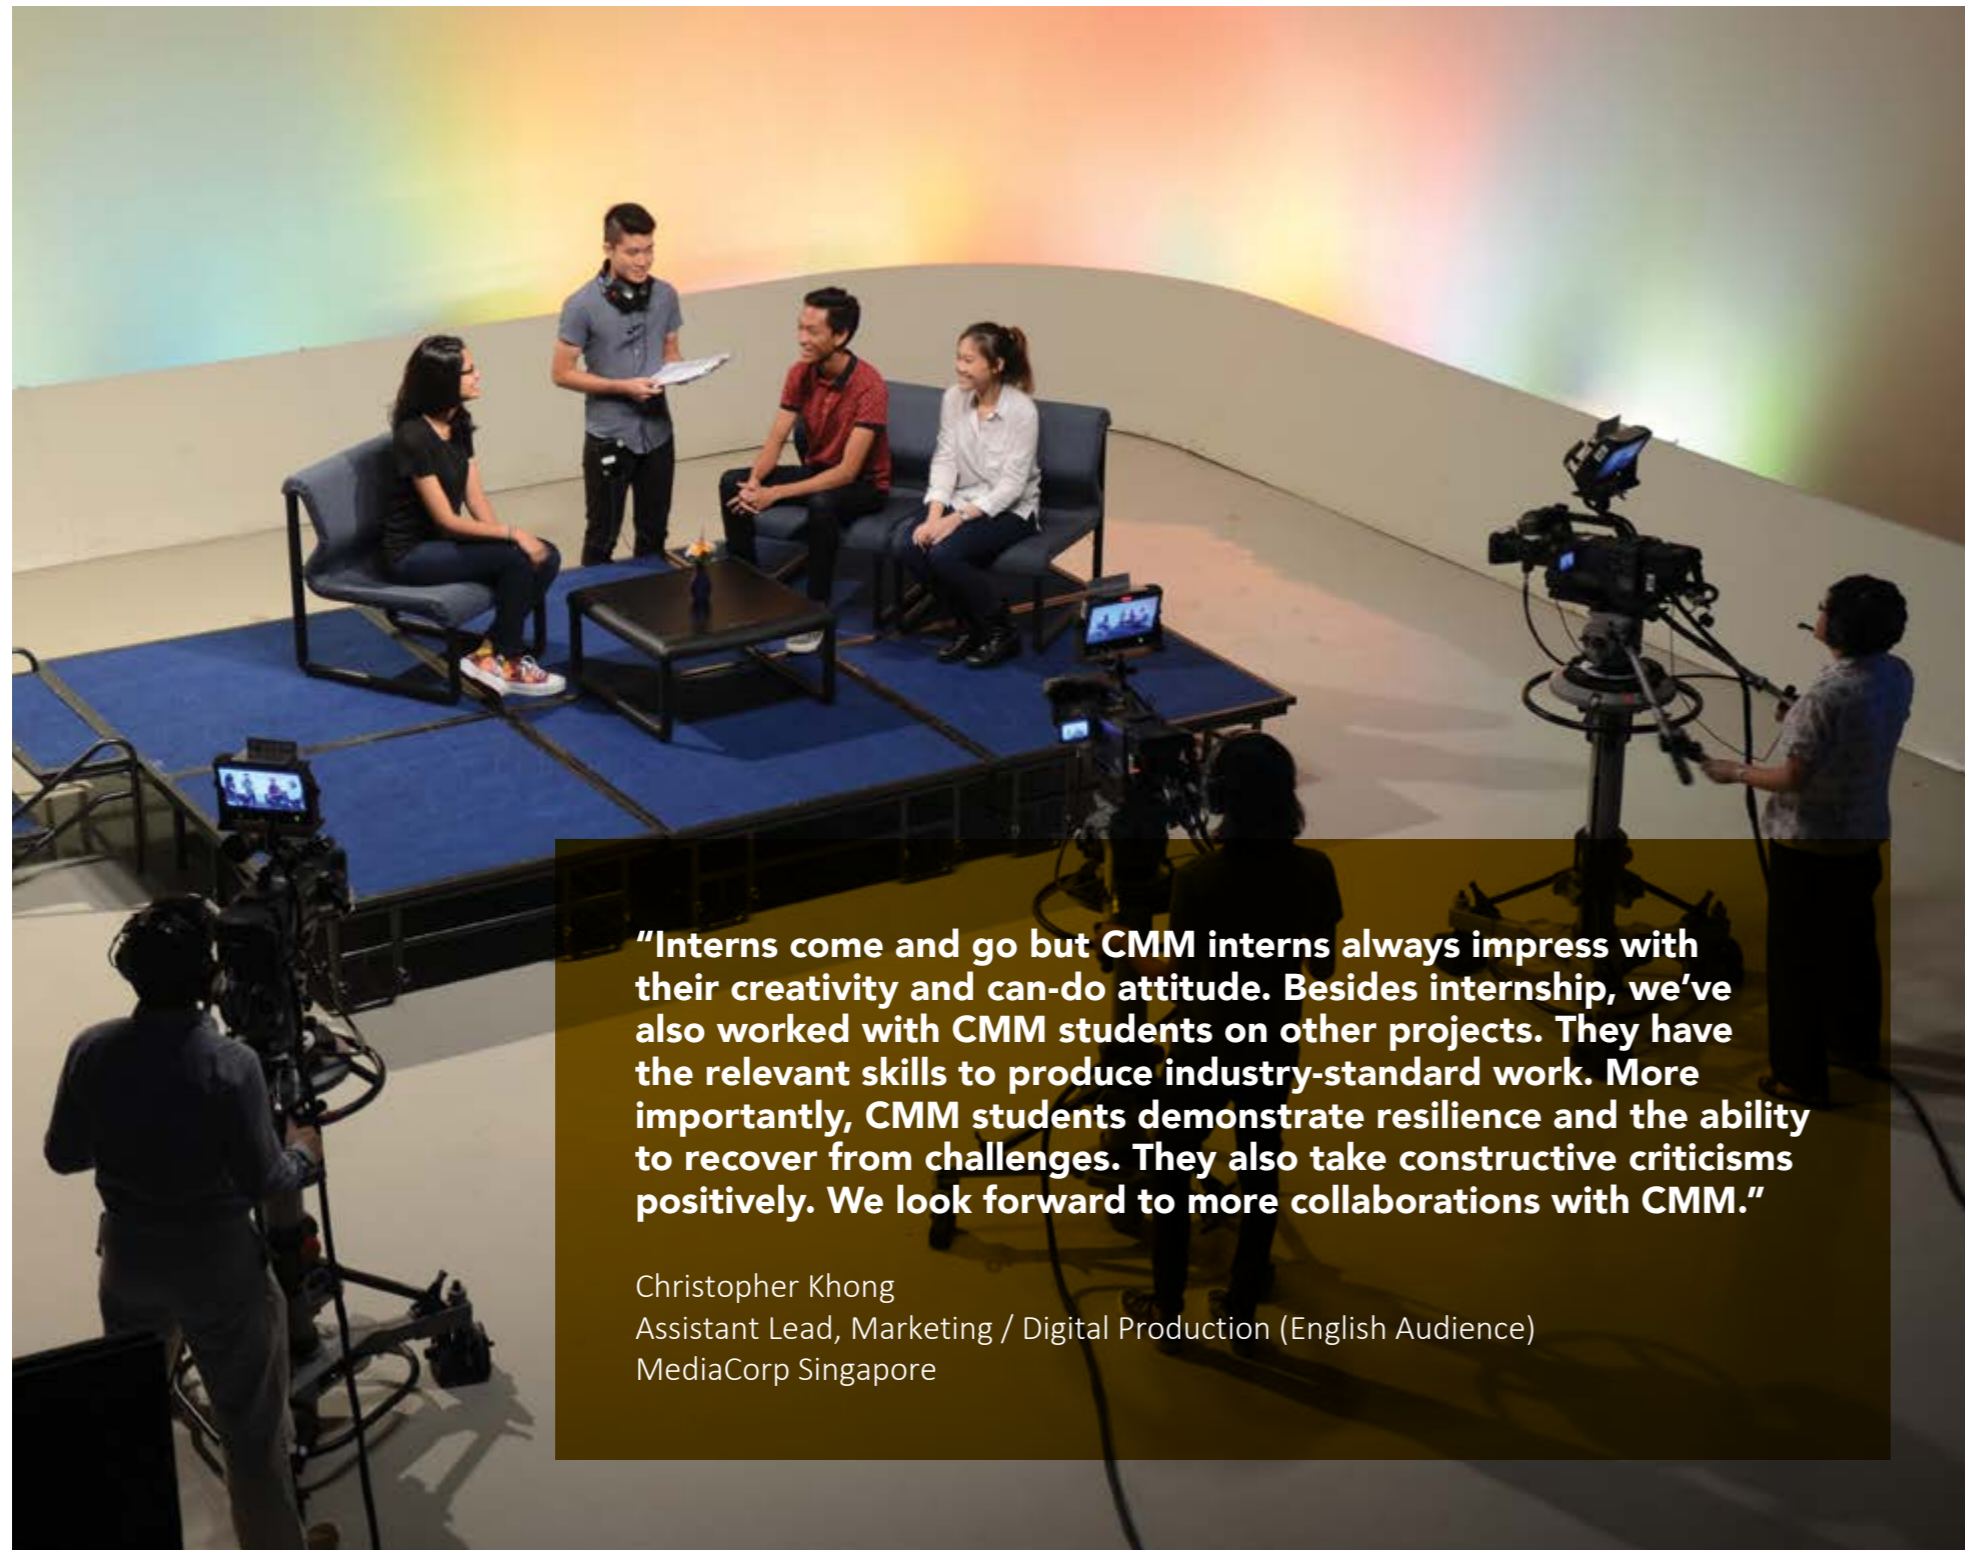 “Interns come and go but CMM interns always impress with
their creativity and can-do attitude. Besides internship, we’ve
also worked with CMM students on other projects. They have
the relevant skills to produce industry-standard work. More
importantly, CMM students demonstrate resilience and the ability
to recover from challenges. They also take constructive criticisms
positively. We look forward to more collaborations with CMM.”
Christopher Khong
Assistant Lead, Marketing / Digital Production (English Audience)
MediaCorp Singapore